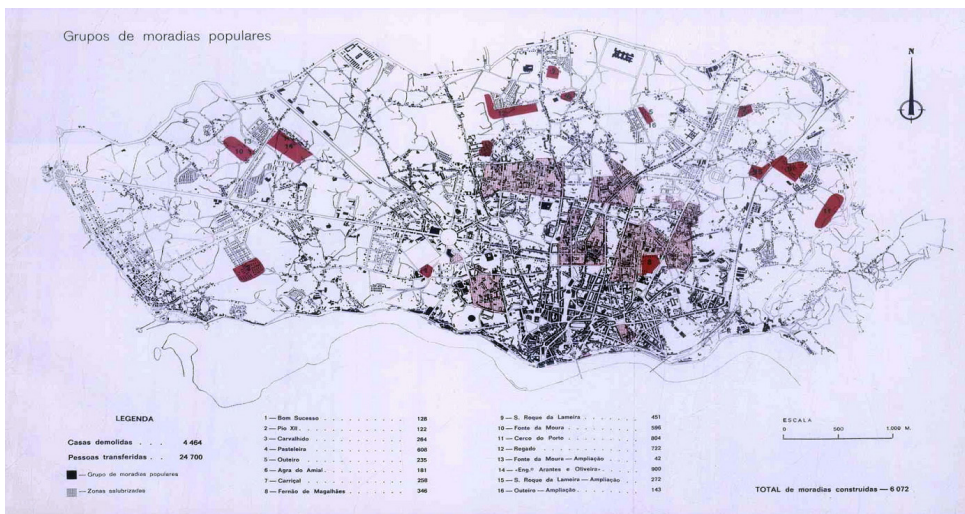 Grupos de moradias populares
N
LEGENDA
Casas demolidas . . . 4 464
Pessoas transferidas . . 24 700
—Grupo de moradias populares
—Zonas salubrizadas
1 — Bom Sucesso . . . . . . . . . . . 128
2 — Pio XII . . . . . . . . . . . 122
3 — Carvalhido . . . . . . . . . . . 264
4 — Pasteleira . . . . . . . . . . . 608
5 — Outeiro . . . . . . . . . . . 235
6 — Agra do Amial . . . . . . . . . . . 181
7 — Carriçal . . . . . . . . . . . 258
8 — Fernão de Magalhães . . . . . . . . 346
9 — S. Roque da Lameira . . . . . . . . 451
10 — Fonte da Moura . . . . . . . . . . 596
11 — Cerco do Porto . . . . . . . . . . 804
12 — Regado . . . . . . . . . . . 722
13 — Fonte da Moura — Ampliação . . . . . 42
14 — «Eng.º Arantes e Oliveira» . . . . . 900
15 — S. Roque da Lameira — Ampliação . . . 272
16 — Outeiro — Ampliação . . . . . . . . 143
ESCALA
0 500 1,000 M.
TOTAL de moradias construidas — 6 072